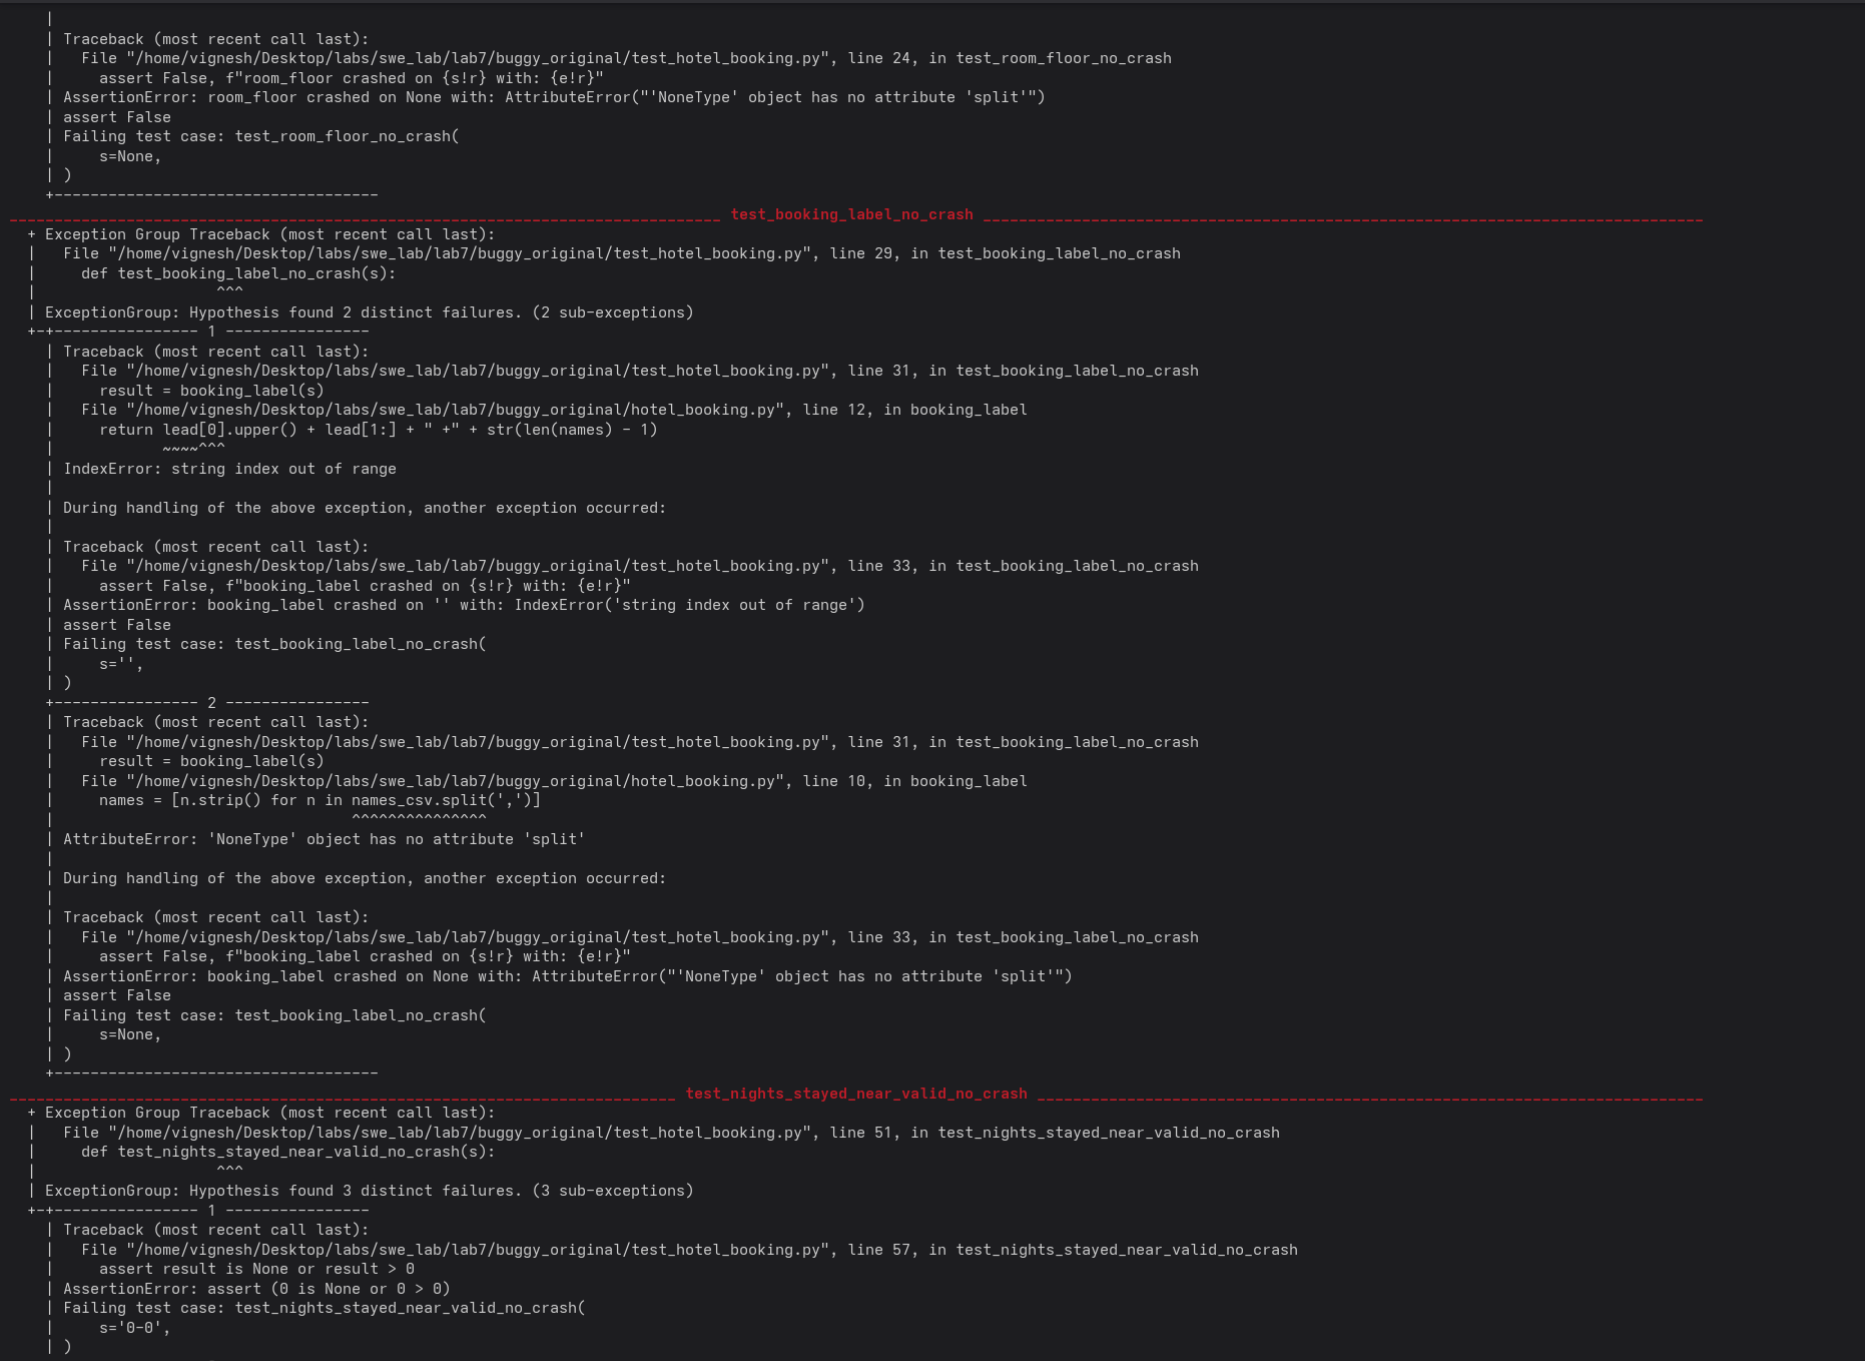 |
    | Traceback (most recent call last):
    |   File "/home/vignesh/Desktop/labs/swe_lab/lab7/buggy_original/test_hotel_booking.py", line 24, in test_room_floor_no_crash
    |     assert False, f"room_floor crashed on {s!r} with: {e!r}"
    | AssertionError: room_floor crashed on None with: AttributeError("'NoneType' object has no attribute 'split'")
    | assert False
    | Failing test case: test_room_floor_no_crash(
    |     s=None,
    | )
    +------------------------------------
_______________________________________________________________________________ test_booking_label_no_crash ________________________________________________________________________________
  + Exception Group Traceback (most recent call last):
  |   File "/home/vignesh/Desktop/labs/swe_lab/lab7/buggy_original/test_hotel_booking.py", line 29, in test_booking_label_no_crash
  |     def test_booking_label_no_crash(s):
  |                    ^^^
  | ExceptionGroup: Hypothesis found 2 distinct failures. (2 sub-exceptions)
  +-+---------------- 1 ----------------
    | Traceback (most recent call last):
    |   File "/home/vignesh/Desktop/labs/swe_lab/lab7/buggy_original/test_hotel_booking.py", line 31, in test_booking_label_no_crash
    |     result = booking_label(s)
    |   File "/home/vignesh/Desktop/labs/swe_lab/lab7/buggy_original/hotel_booking.py", line 12, in booking_label
    |     return lead[0].upper() + lead[1:] + " +" + str(len(names) - 1)
    |            ~~~~^^^
    | IndexError: string index out of range
    |
    | During handling of the above exception, another exception occurred:
    |
    | Traceback (most recent call last):
    |   File "/home/vignesh/Desktop/labs/swe_lab/lab7/buggy_original/test_hotel_booking.py", line 33, in test_booking_label_no_crash
    |     assert False, f"booking_label crashed on {s!r} with: {e!r}"
    | AssertionError: booking_label crashed on '' with: IndexError('string index out of range')
    | assert False
    | Failing test case: test_booking_label_no_crash(
    |     s='',
    | )
    +---------------- 2 ----------------
    | Traceback (most recent call last):
    |   File "/home/vignesh/Desktop/labs/swe_lab/lab7/buggy_original/test_hotel_booking.py", line 31, in test_booking_label_no_crash
    |     result = booking_label(s)
    |   File "/home/vignesh/Desktop/labs/swe_lab/lab7/buggy_original/hotel_booking.py", line 10, in booking_label
    |     names = [n.strip() for n in names_csv.split(',')]
    |                                 ^^^^^^^^^^^^^^^
    | AttributeError: 'NoneType' object has no attribute 'split'
    |
    | During handling of the above exception, another exception occurred:
    |
    | Traceback (most recent call last):
    |   File "/home/vignesh/Desktop/labs/swe_lab/lab7/buggy_original/test_hotel_booking.py", line 33, in test_booking_label_no_crash
    |     assert False, f"booking_label crashed on {s!r} with: {e!r}"
    | AssertionError: booking_label crashed on None with: AttributeError("'NoneType' object has no attribute 'split'")
    | assert False
    | Failing test case: test_booking_label_no_crash(
    |     s=None,
    | )
    +------------------------------------
__________________________________________________________________________ test_nights_stayed_near_valid_no_crash __________________________________________________________________________
  + Exception Group Traceback (most recent call last):
  |   File "/home/vignesh/Desktop/labs/swe_lab/lab7/buggy_original/test_hotel_booking.py", line 51, in test_nights_stayed_near_valid_no_crash
  |     def test_nights_stayed_near_valid_no_crash(s):
  |                    ^^^
  | ExceptionGroup: Hypothesis found 3 distinct failures. (3 sub-exceptions)
  +-+---------------- 1 ----------------
    | Traceback (most recent call last):
    |   File "/home/vignesh/Desktop/labs/swe_lab/lab7/buggy_original/test_hotel_booking.py", line 57, in test_nights_stayed_near_valid_no_crash
    |     assert result is None or result > 0
    | AssertionError: assert (0 is None or 0 > 0)
    | Failing test case: test_nights_stayed_near_valid_no_crash(
    |     s='0-0',
    | )